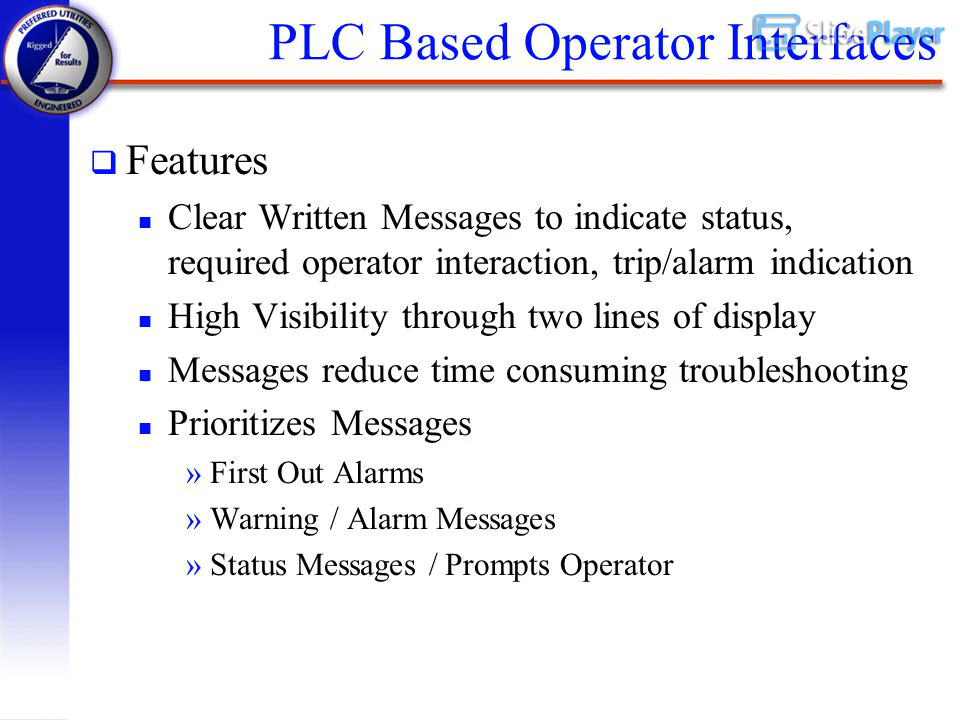 PREFERRED UTILITIES
Rigged
for
Results
ENGINEERED
PLC Based Operator Interfaces
SlidePlayer
Features
Clear Written Messages to indicate status,
required operator interaction, trip/alarm indication
High Visibility through two lines of display
Messages reduce time consuming troubleshooting
Prioritizes Messages
» First Out Alarms
» Warning / Alarm Messages
» Status Messages / Prompts Operator